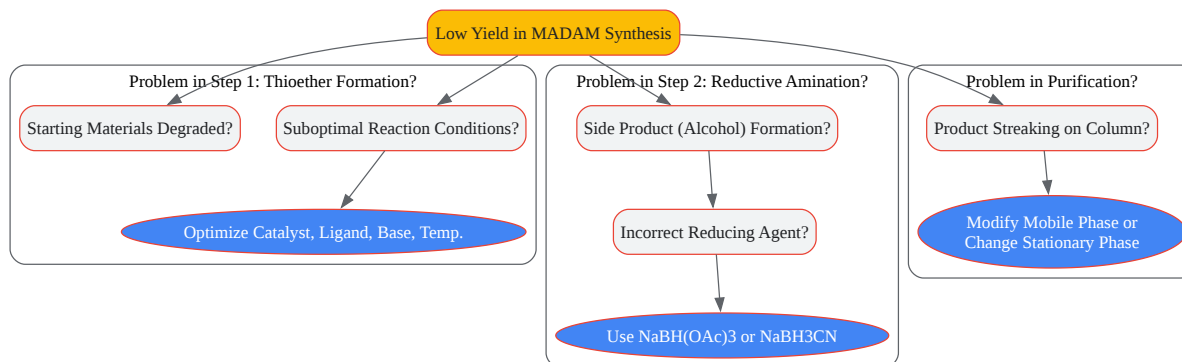 Low Yield in MADAM Synthesis
Problem in Step 1: Thioether Formation?
Starting Materials Degraded?
Suboptimal Reaction Conditions?
Optimize Catalyst, Ligand, Base, Temp.
Problem in Step 2: Reductive Amination?
Side Product (Alcohol) Formation?
Incorrect Reducing Agent?
Use NaBH(OAc)3 or NaBH3CN
Problem in Purification?
Product Streaking on Column?
Modify Mobile Phase or
Change Stationary Phase